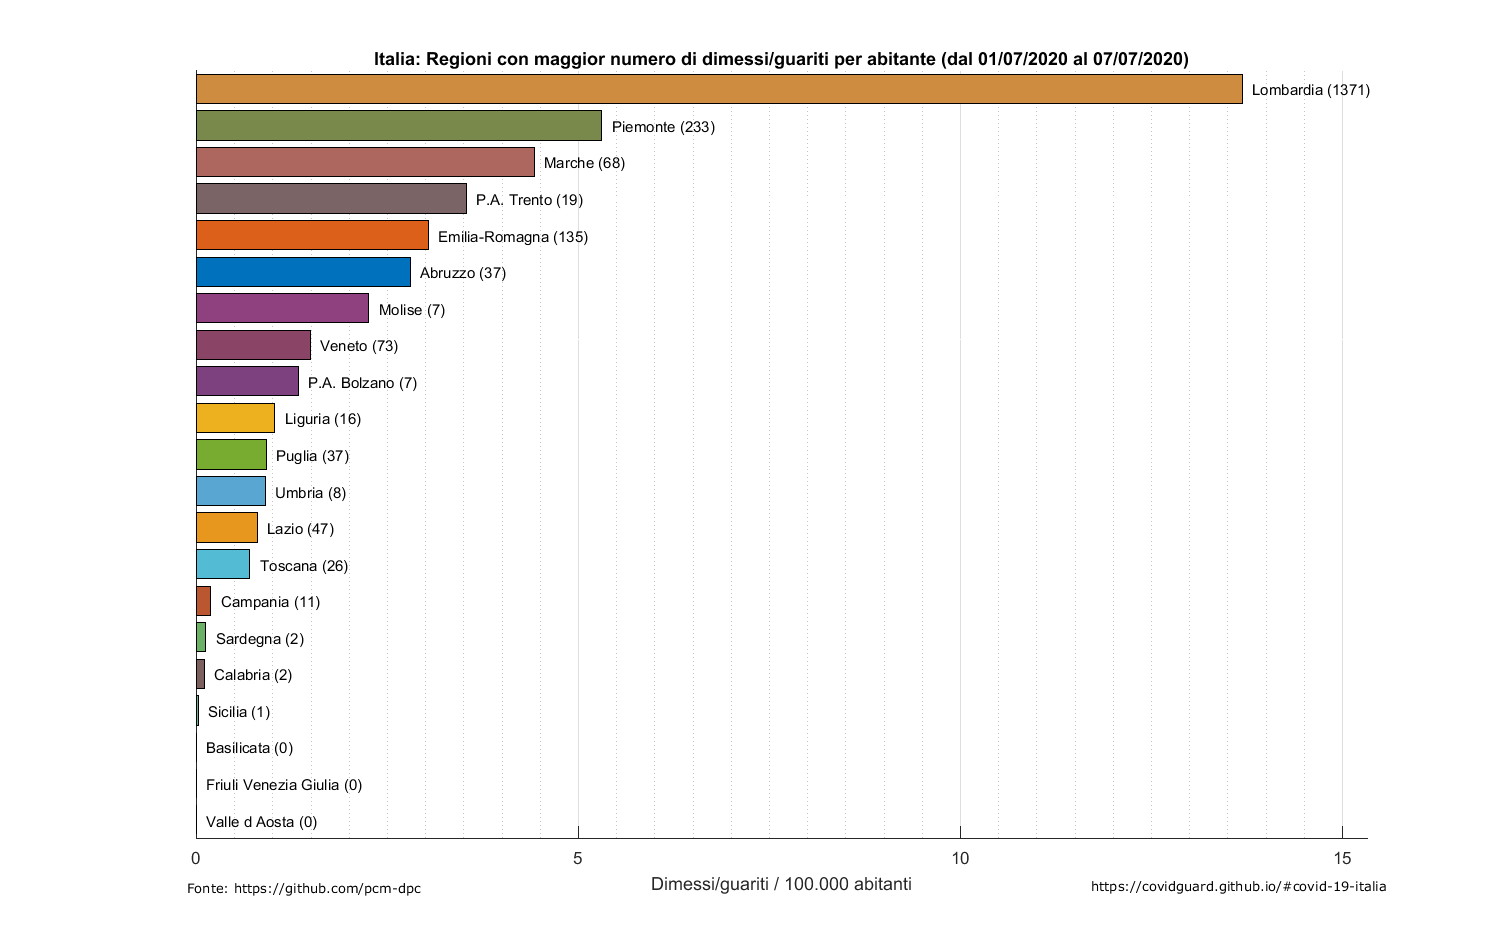 Italia: Regioni con maggior numero di dimessi/guariti per abitante (dal 01/07/2020 al 07/07/2020)
Lombardia (1371)
Piemonte (233)
Marche (68)
P.A. Trento (19)
Emilia-Romagna (135)
Abruzzo (37)
Molise (7)
Veneto (73)
P.A. Bolzano (7)
Liguria (16)
Puglia (37)
Umbria (8)
Lazio (47)
Toscana (26)
Campania (11)
Sardegna (2)
Calabria (2)
Sicilia (1)
Basilicata (0)
Friuli Venezia Giulia (0)
Valle d Aosta (0)
0 5 10 15
Dimessi/guariti / 100.000 abitanti
Fonte: https://github.com/pcm-dpc
https://covidguard.github.io/#covid-19-italia